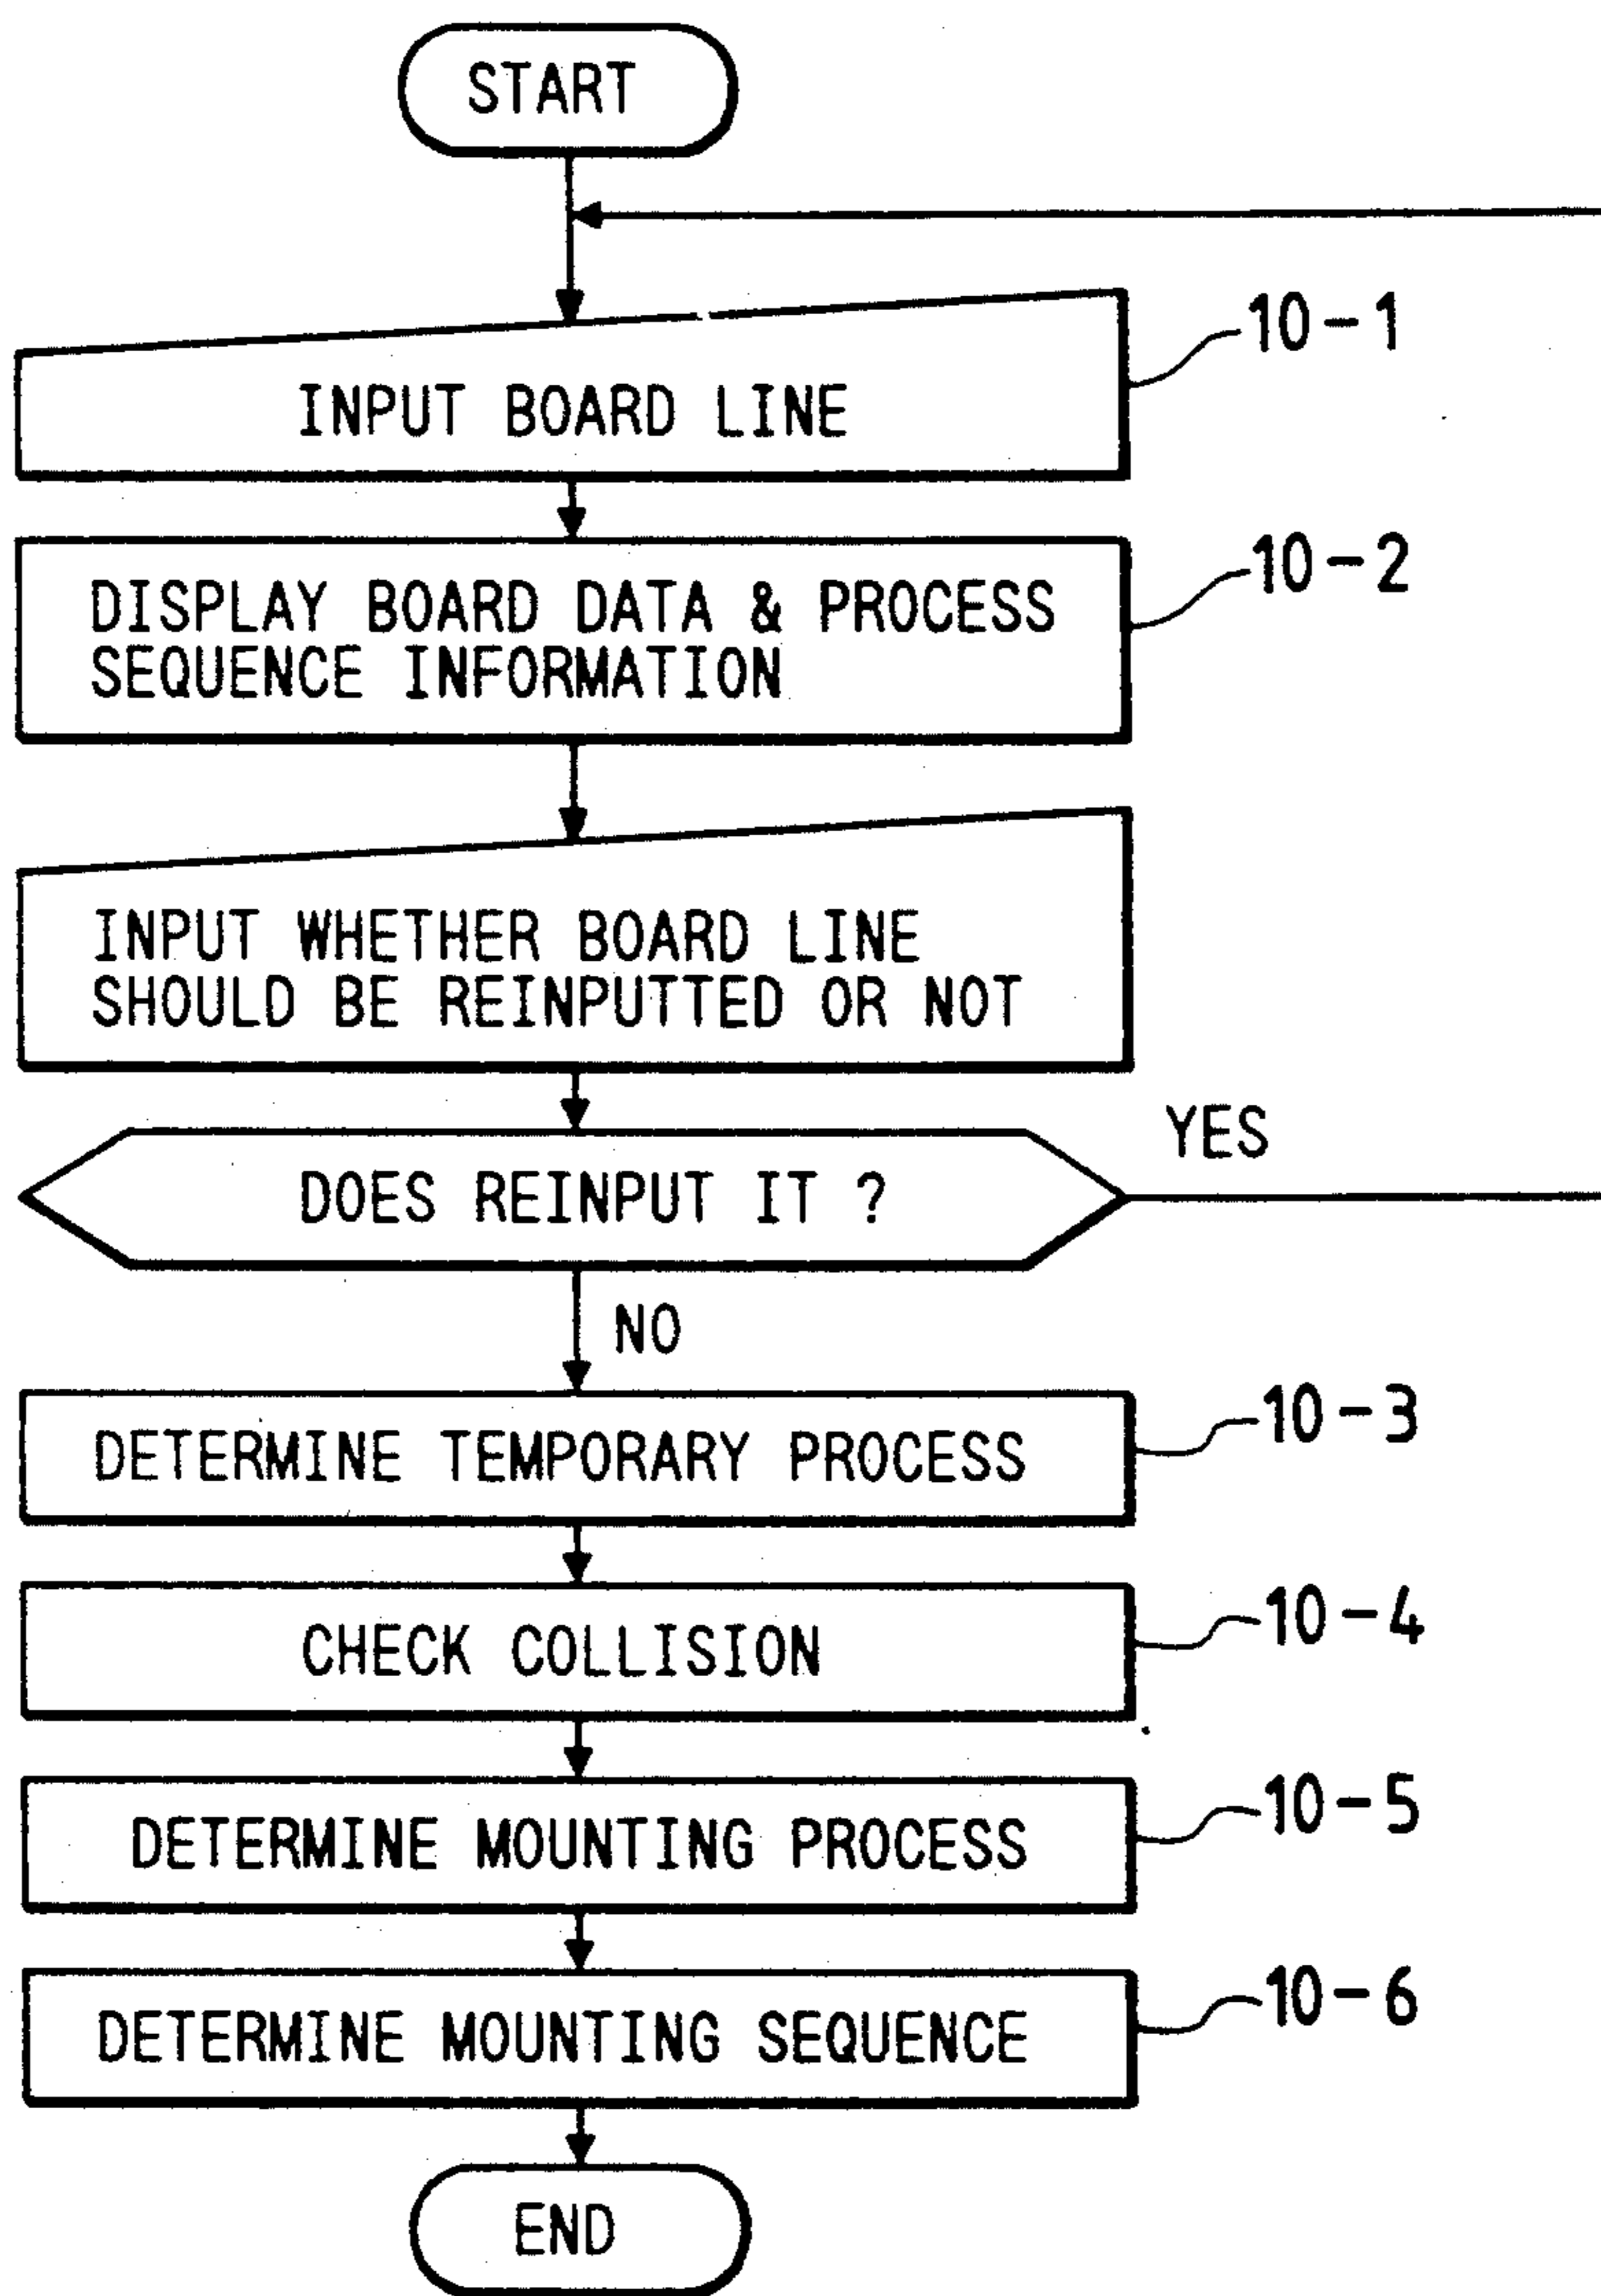 START
10-1
INPUT BOARD LINE
10-2
DISPLAY BOARD DATA & PROCESS
SEQUENCE INFORMATION
INPUT WHETHER BOARD LINE
SHOULD BE REINPUTTED OR NOT
YES
DOES REINPUT IT ?
NO
10-3
DETERMINE TEMPORARY PROCESS
10-4
CHECK COLLISION
10-5
DETERMINE MOUNTING PROCESS
10-6
DETERMINE MOUNTING SEQUENCE
END